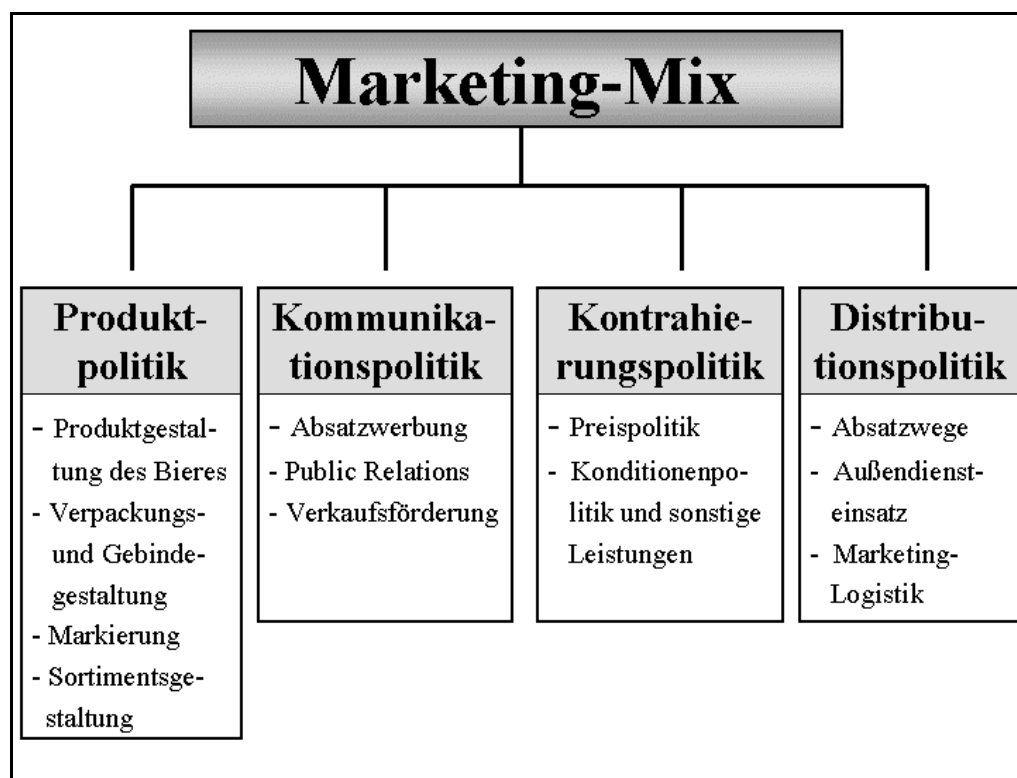 Marketing-Mix
Produkt-
politik
- Produktgestal-
tung des Bieres
- Verpackungs-
und Gebinde-
gestaltung
- Markierung
- Sortimentsge-
staltung
Kommunika-
tionspolitik
- Absatzwerbung
- Public Relations
- Verkaufsförderung
Kontrahie-
rungspolitik
- Preispolitik
- Konditionenpo-
litik und sonstige
Leistungen
Distribu-
tionspolitik
- Absatzwege
- Außendienst-
einsatz
- Marketing-
Logistik